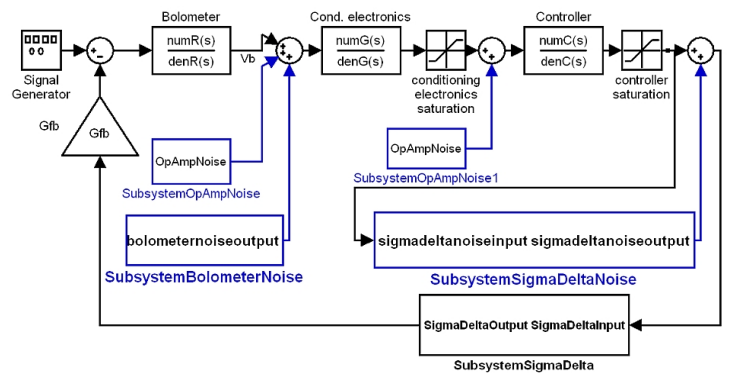 Bolometer
Cond. electronics
Controller
numR(s)
denR(s)
Vb
numG(s)
denG(s)
numC(s)
denC(s)
Signal
Generator
conditioning
electronics
saturation
controller
saturation
Gfb
Gfb
OpAmpNoise
SubsystemOpAmpNoise
OpAmpNoise
SubsystemOpAmpNoise1
bolometernoiseoutput
SubsystemBolometerNoise
sigmadeltanoiseinput sigmadeltanoiseoutput
SubsystemSigmaDeltaNoise
SigmaDeltaOutput SigmaDeltaInput
SubsystemSigmaDelta